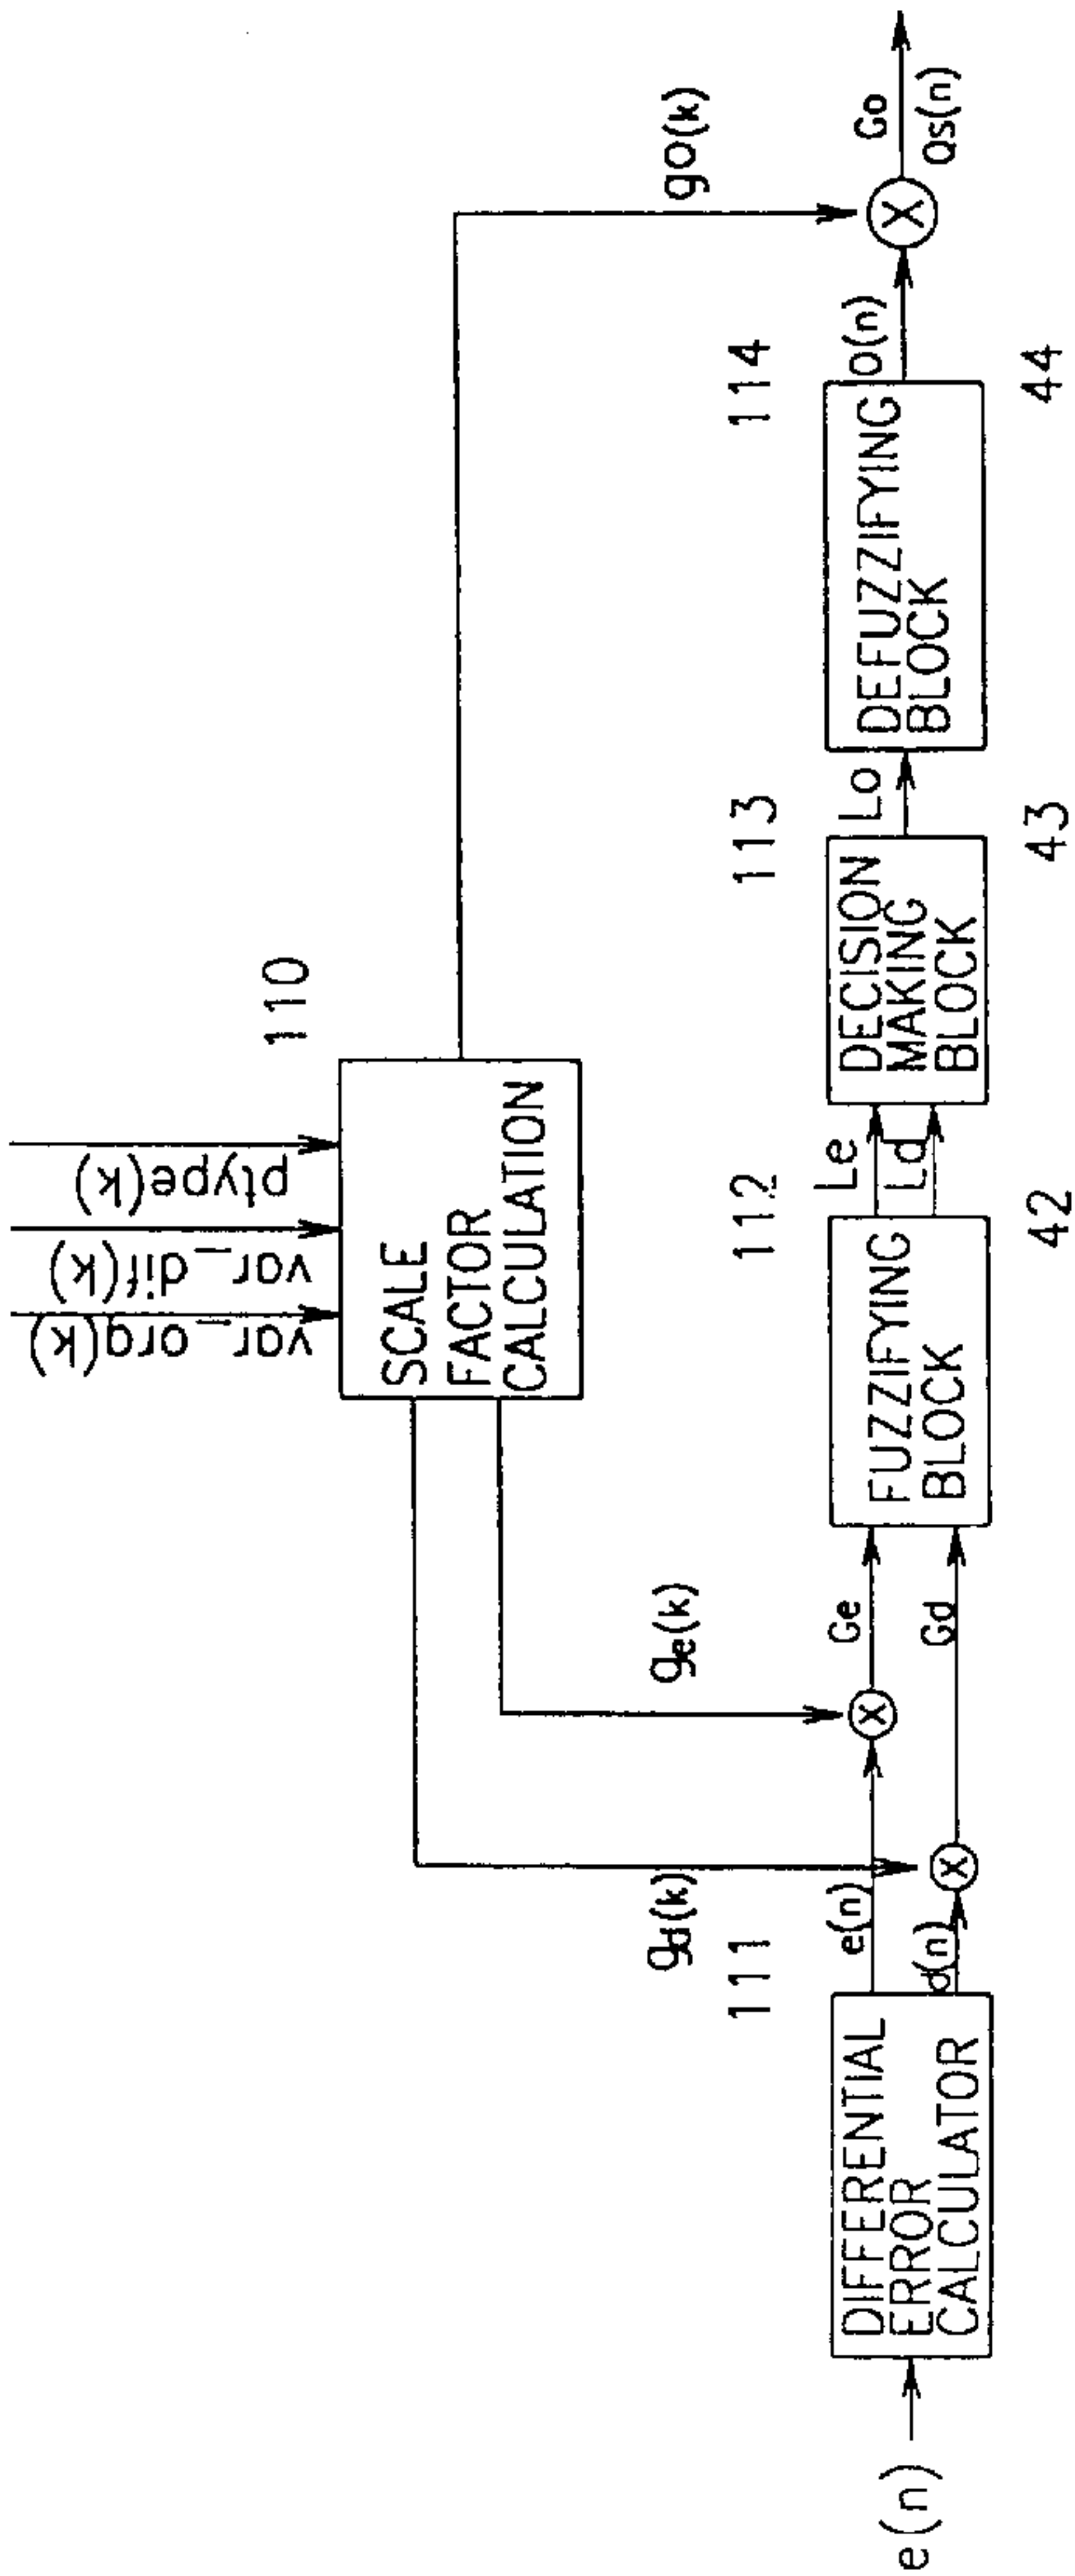 var_org(k)
var_dif(k)
ptype(k)
110
SCALE
FACTOR
CALCULATION
gd(k)
ge(k)
go(k)
111
112
113
114
e(n)
DIFFERENTIAL
ERROR
CALCULATOR
e(n)
d(n)
Ge
Gd
FUZZIFYING
BLOCK
Le
Ld
DECISION
MAKING
BLOCK
Lo
DEFUZZIFYING
BLOCK
O(n)
Go
Qs(n)
42
43
44